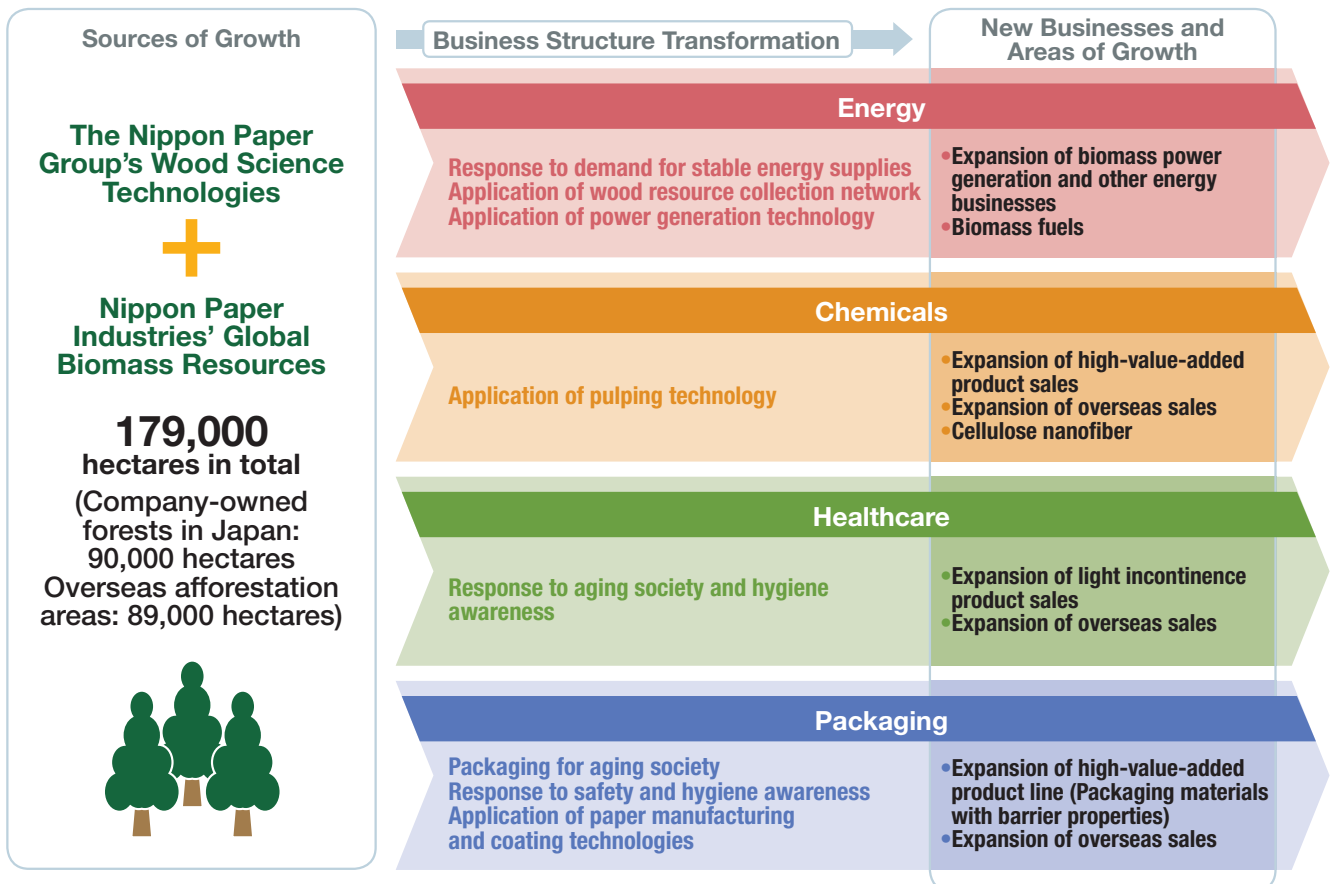 Sources of Growth
The Nippon Paper
Group's Wood Science
Technologies
+
Nippon Paper
Industries' Global
Biomass Resources
179,000
hectares in total
(Company-owned
forests in Japan:
90,000 hectares
Overseas afforestation
areas: 89,000 hectares)
Business Structure Transformation
New Businesses and
Areas of Growth
Energy
Response to demand for stable energy supplies
Application of wood resource collection network
Application of power generation technology
•Expansion of biomass power
generation and other energy
businesses
•Biomass fuels
Chemicals
Application of pulping technology
•Expansion of high-value-added
product sales
•Expansion of overseas sales
•Cellulose nanofiber
Healthcare
Response to aging society and hygiene
awareness
•Expansion of light incontinence
product sales
•Expansion of overseas sales
Packaging
Packaging for aging society
Response to safety and hygiene awareness
Application of paper manufacturing
and coating technologies
•Expansion of high-value-added
product line (Packaging materials
with barrier properties)
•Expansion of overseas sales